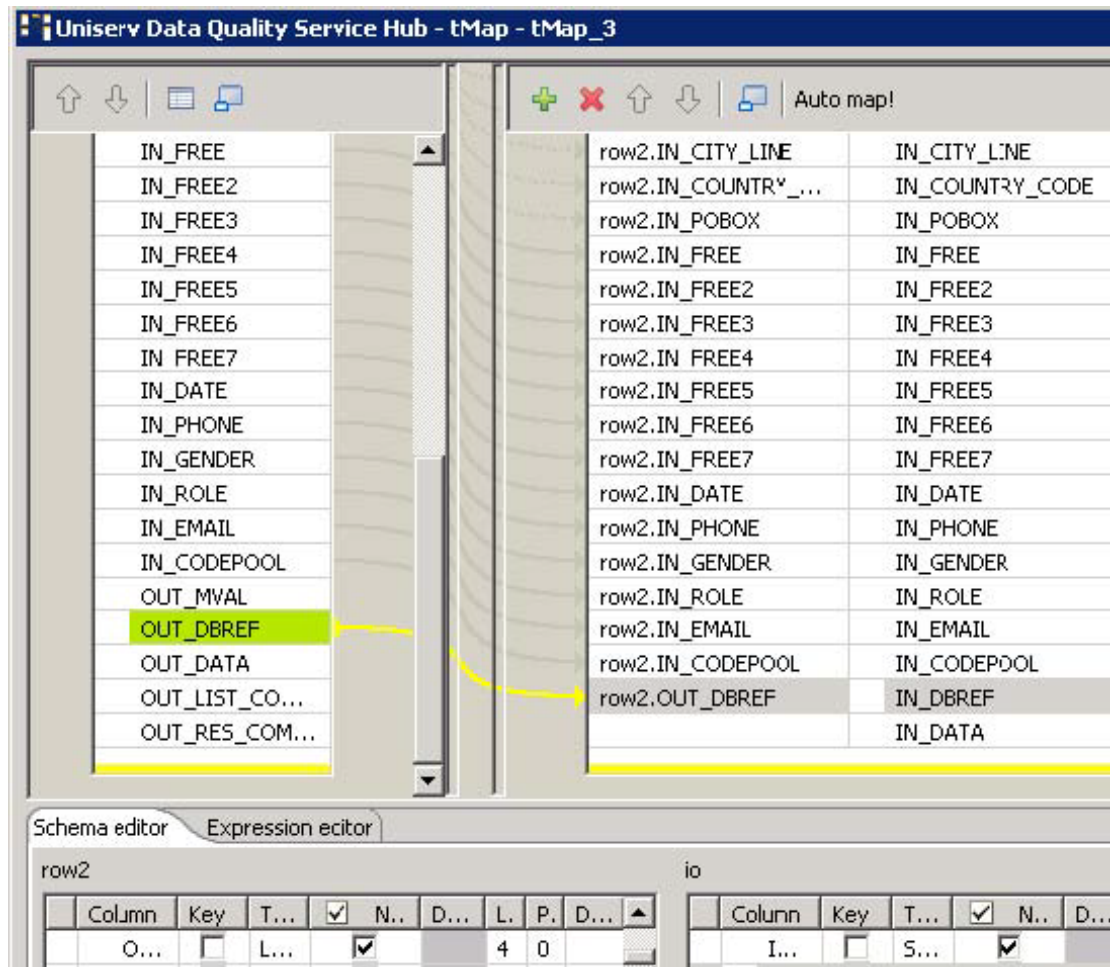 Uniserv Data Quality Service Hub - tMap - tMap_3
Auto map!
IN_FREE
IN_FREE2
IN_FREE3
IN_FREE4
IN_FREE5
IN_FREE6
IN_FREE7
IN_DATE
IN_PHONE
IN_GENDER
IN_ROLE
IN_EMAIL
IN_CODEPOOL
OUT_MVAL
OUT_DBREF
OUT_DATA
OUT_LIST_CO...
OUT_RES_COM...
row2.IN_CITY_LINE IN_CITY_LINE
row2.IN_COUNTRY_... IN_COUNTRY_CODE
row2.IN_POBOX IN_POBOX
row2.IN_FREE IN_FREE
row2.IN_FREE2 IN_FREE2
row2.IN_FREE3 IN_FREE3
row2.IN_FREE4 IN_FREE4
row2.IN_FREE5 IN_FREE5
row2.IN_FREE6 IN_FREE6
row2.IN_FREE7 IN_FREE7
row2.IN_DATE IN_DATE
row2.IN_PHONE IN_PHONE
row2.IN_GENDER IN_GENDER
row2.IN_ROLE IN_ROLE
row2.IN_EMAIL IN_EMAIL
row2.IN_CODEPOOL IN_CODEPOOL
row2.OUT_DBREF IN_DBREF
IN_DATA
Schema editor Expression editor
row2
Column Key T... N.. D... L. P. D...
O... L... 4 0
io
Column Key T... N.. D...
I... S...